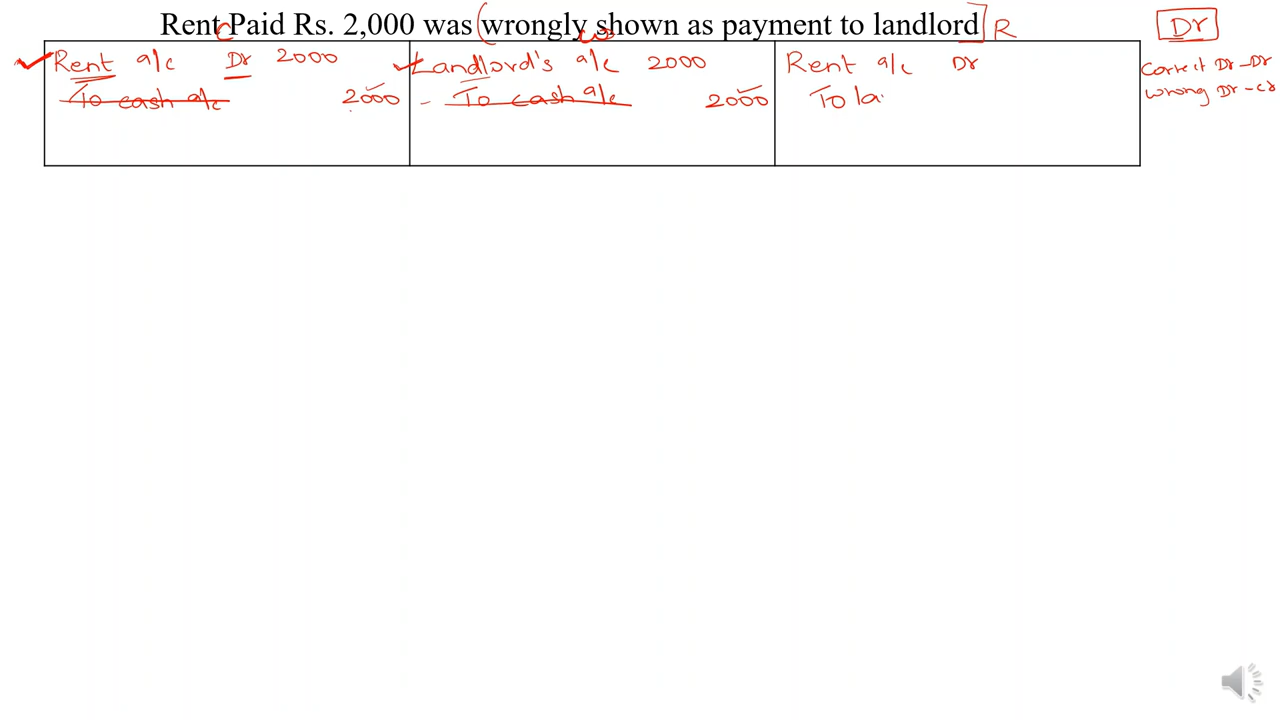 Rent Paid Rs. 2,000 was (wrongly shown as payment to landlord] R
C
W
Dr
Rent a/c Dr 2000
To cash a/c 2000
Landlord's a/c 2000
To cash a/c 2000
Rent a/c Dr
To la
Correct Dr - Dr
wrong Dr - Cr